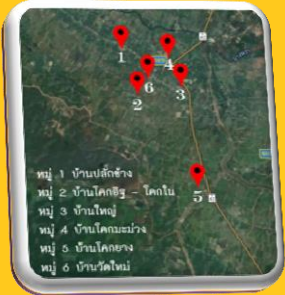 1
4
6
2
3
5
หมู่ 1 บ้านปลักช้าง
หมู่ 2 บ้านโคกอิฐ - โคกใน
หมู่ 3 บ้านใหญ่
หมู่ 4 บ้านโคกมะม่วง
หมู่ 5 บ้านโคกยาง
หมู่ 6 บ้านวัดใหม่